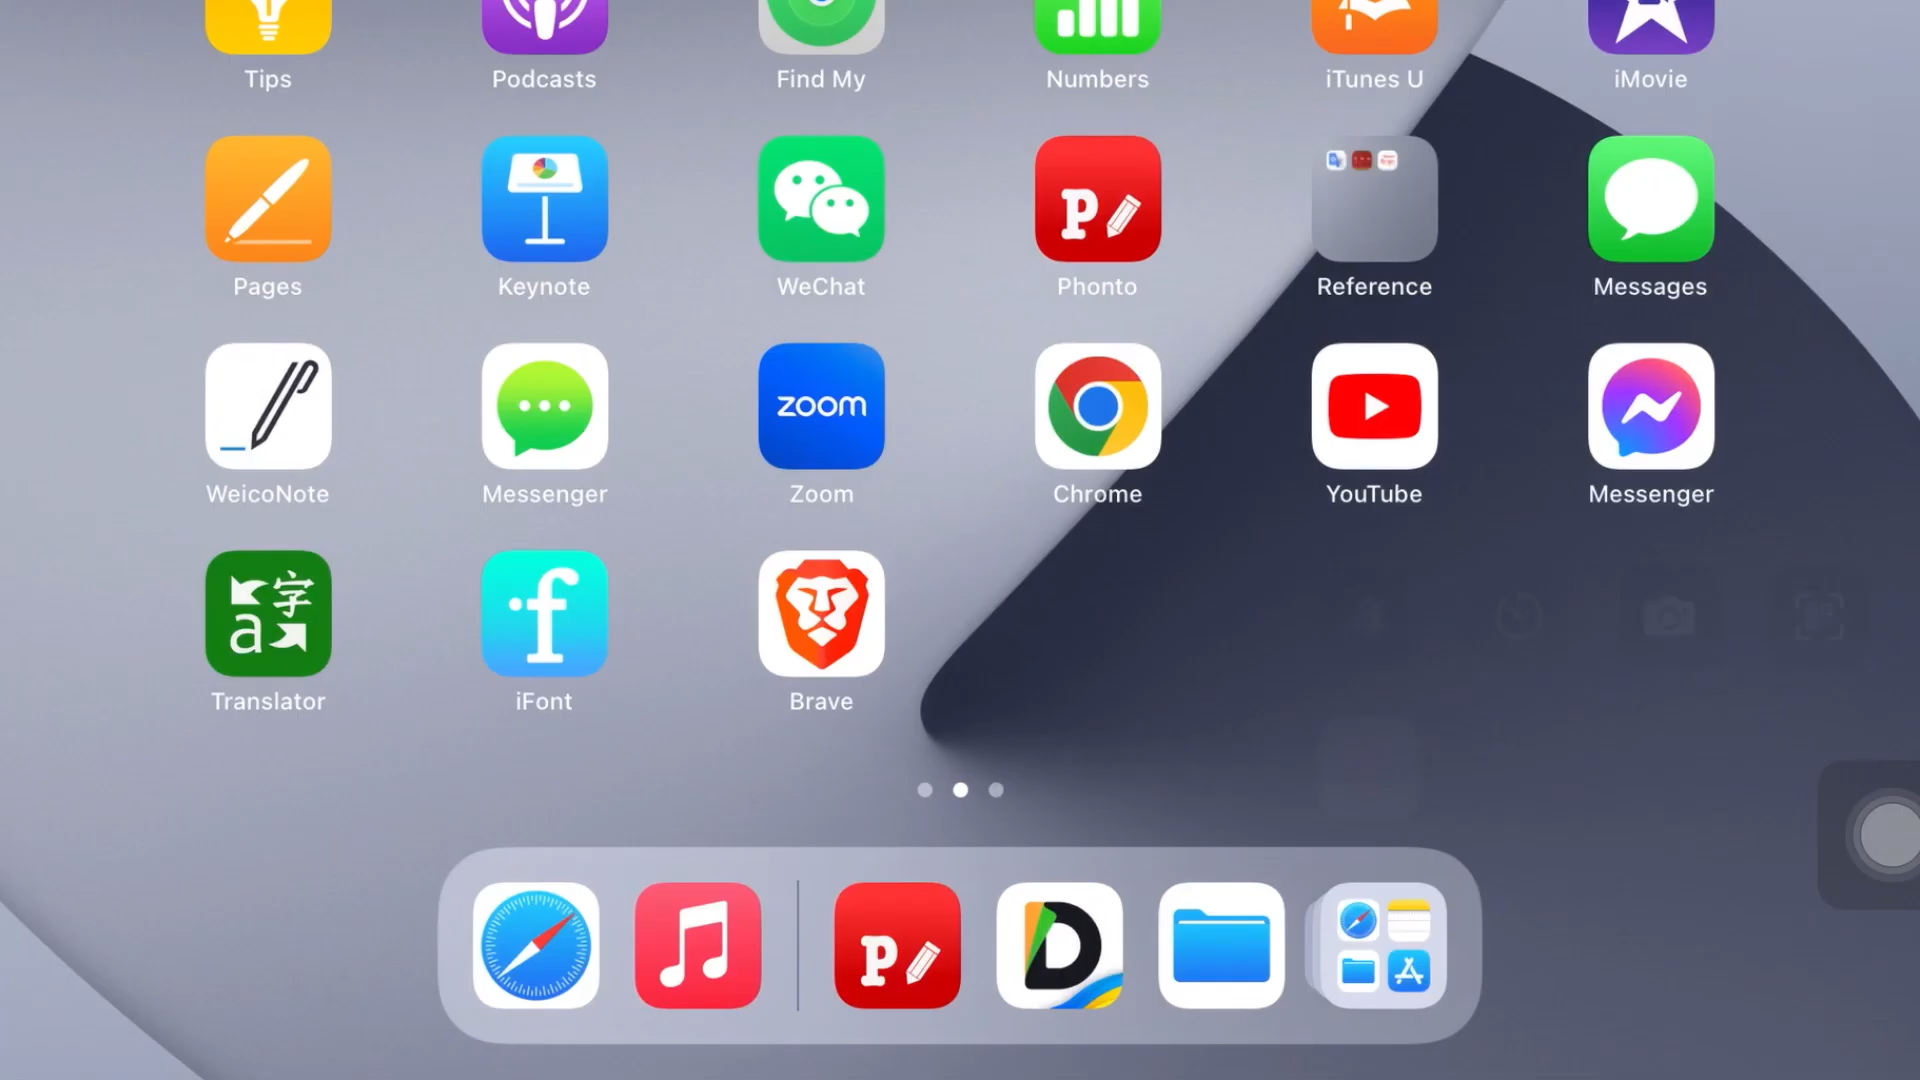 Tips Podcasts Find My Numbers iTunes U iMovie
P
Pages Keynote WeChat Phonto Reference Messages
zoom
WeicoNote Messenger Zoom Chrome YouTube Messenger
字
a f
Translator iFont Brave
P D